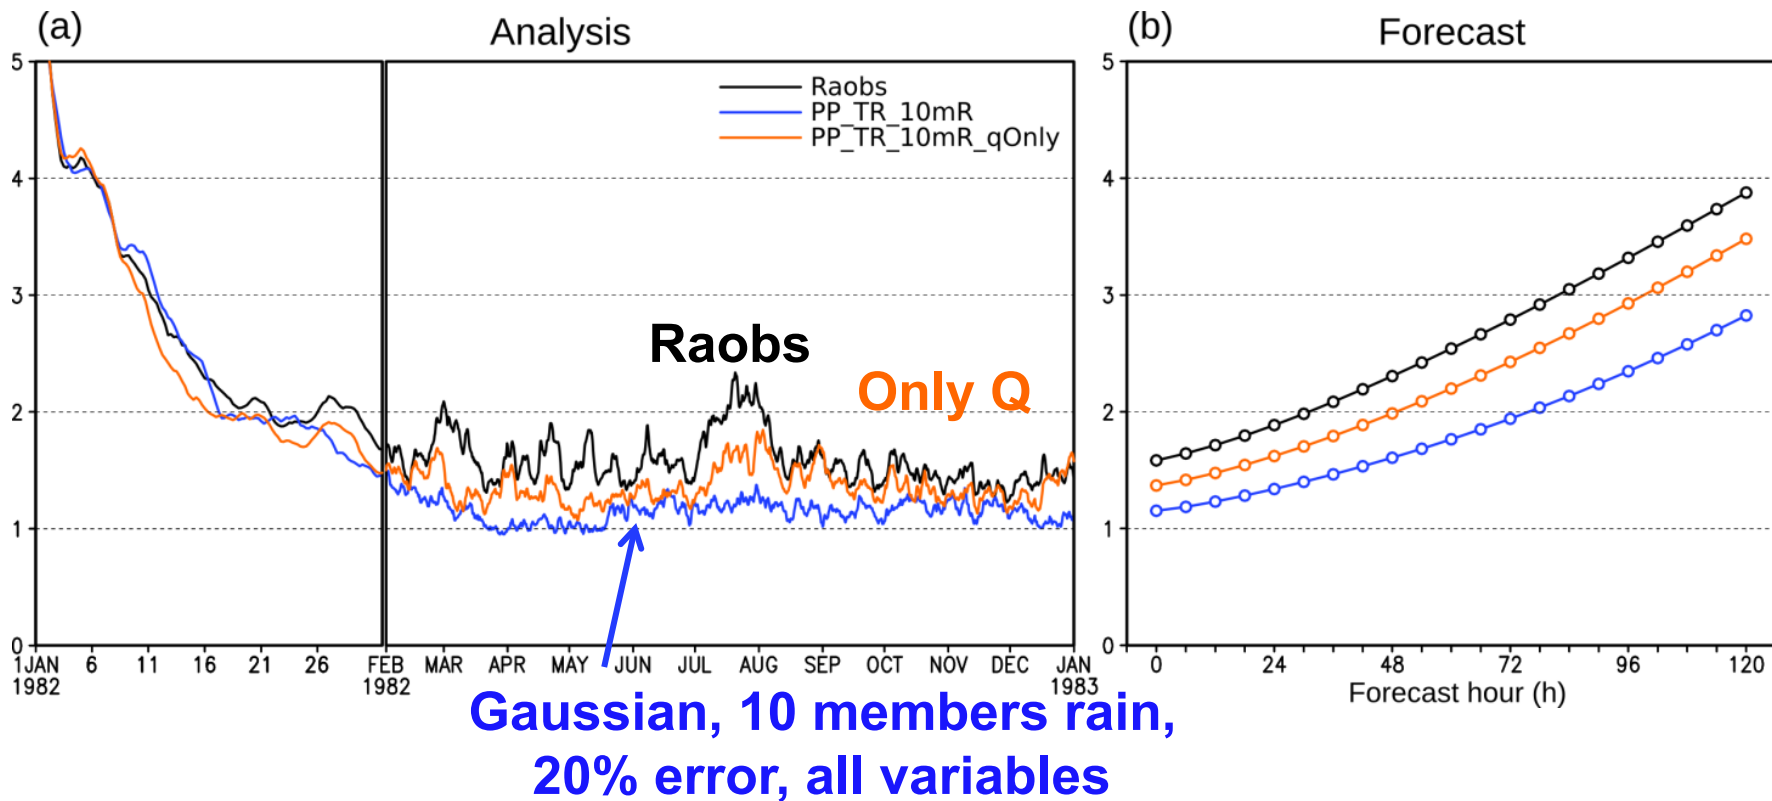 (a)
Analysis
(b)
Forecast
5
4
3
2
1
0
Raobs
PP_TR_10mR
PP_TR_10mR_qOnly
Raobs
Only Q
1JAN 6 11 16 21 26 FEB MAR APR MAY JUN JUL AUG SEP OCT NOV DEC JAN
1982 1982 1983
5
4
3
2
1
0
0 24 48 72 96 120
Forecast hour (h)
Gaussian, 10 members rain,
20% error, all variables